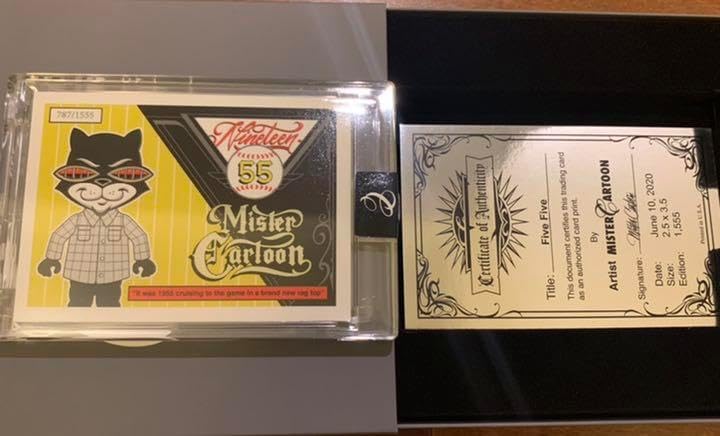 787/1555
Nineteen
55
Mister
Cartoon
"It was 1955 cruising to the game in a brand new rag top"
C
Certificate of Authenticity
Title: Five Five
This document certifies this trading card
as an authorized card print.
By
Artist MISTER CARTOON
Signature:
Date: June 10, 2020
Size: 2.5 x 3.5
Edition: 1,555
Printed in U.S.A.